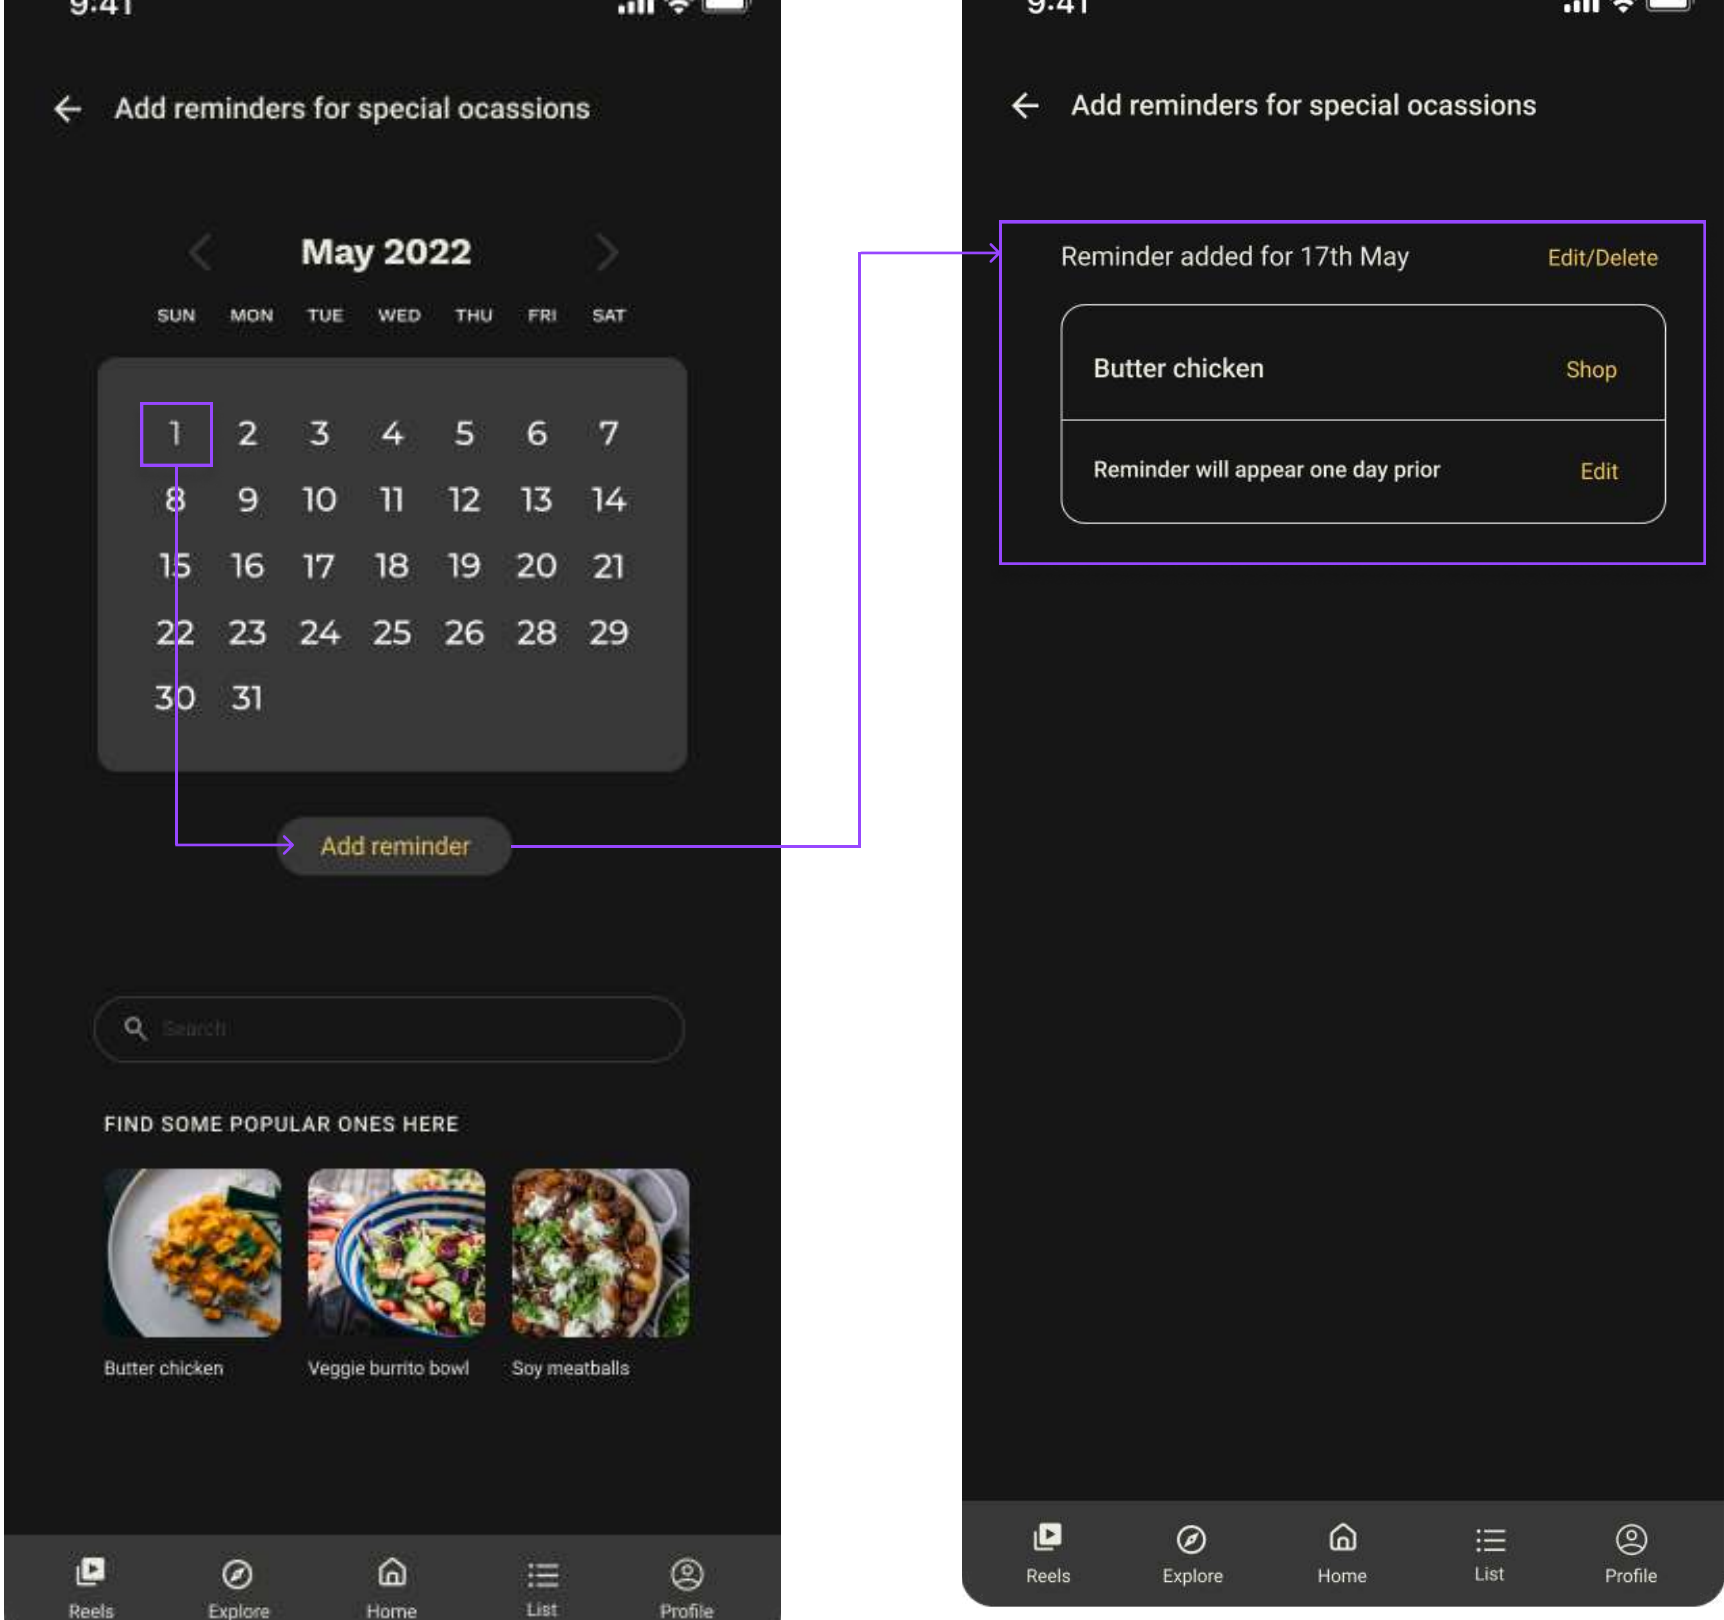 9:41
Add reminders for special ocassions
May 2022
SUN MON TUE WED THU FRI SAT
1 2 3 4 5 6 7
8 9 10 11 12 13 14
15 16 17 18 19 20 21
22 23 24 25 26 28 29
30 31
Add reminder
Search
FIND SOME POPULAR ONES HERE
Butter chicken Veggie burrito bowl Soy meatballs
Reels Explore Home List Profile
9:41
Add reminders for special ocassions
Reminder added for 17th May Edit/Delete
Butter chicken Shop
Reminder will appear one day prior Edit
Reels Explore Home List Profile